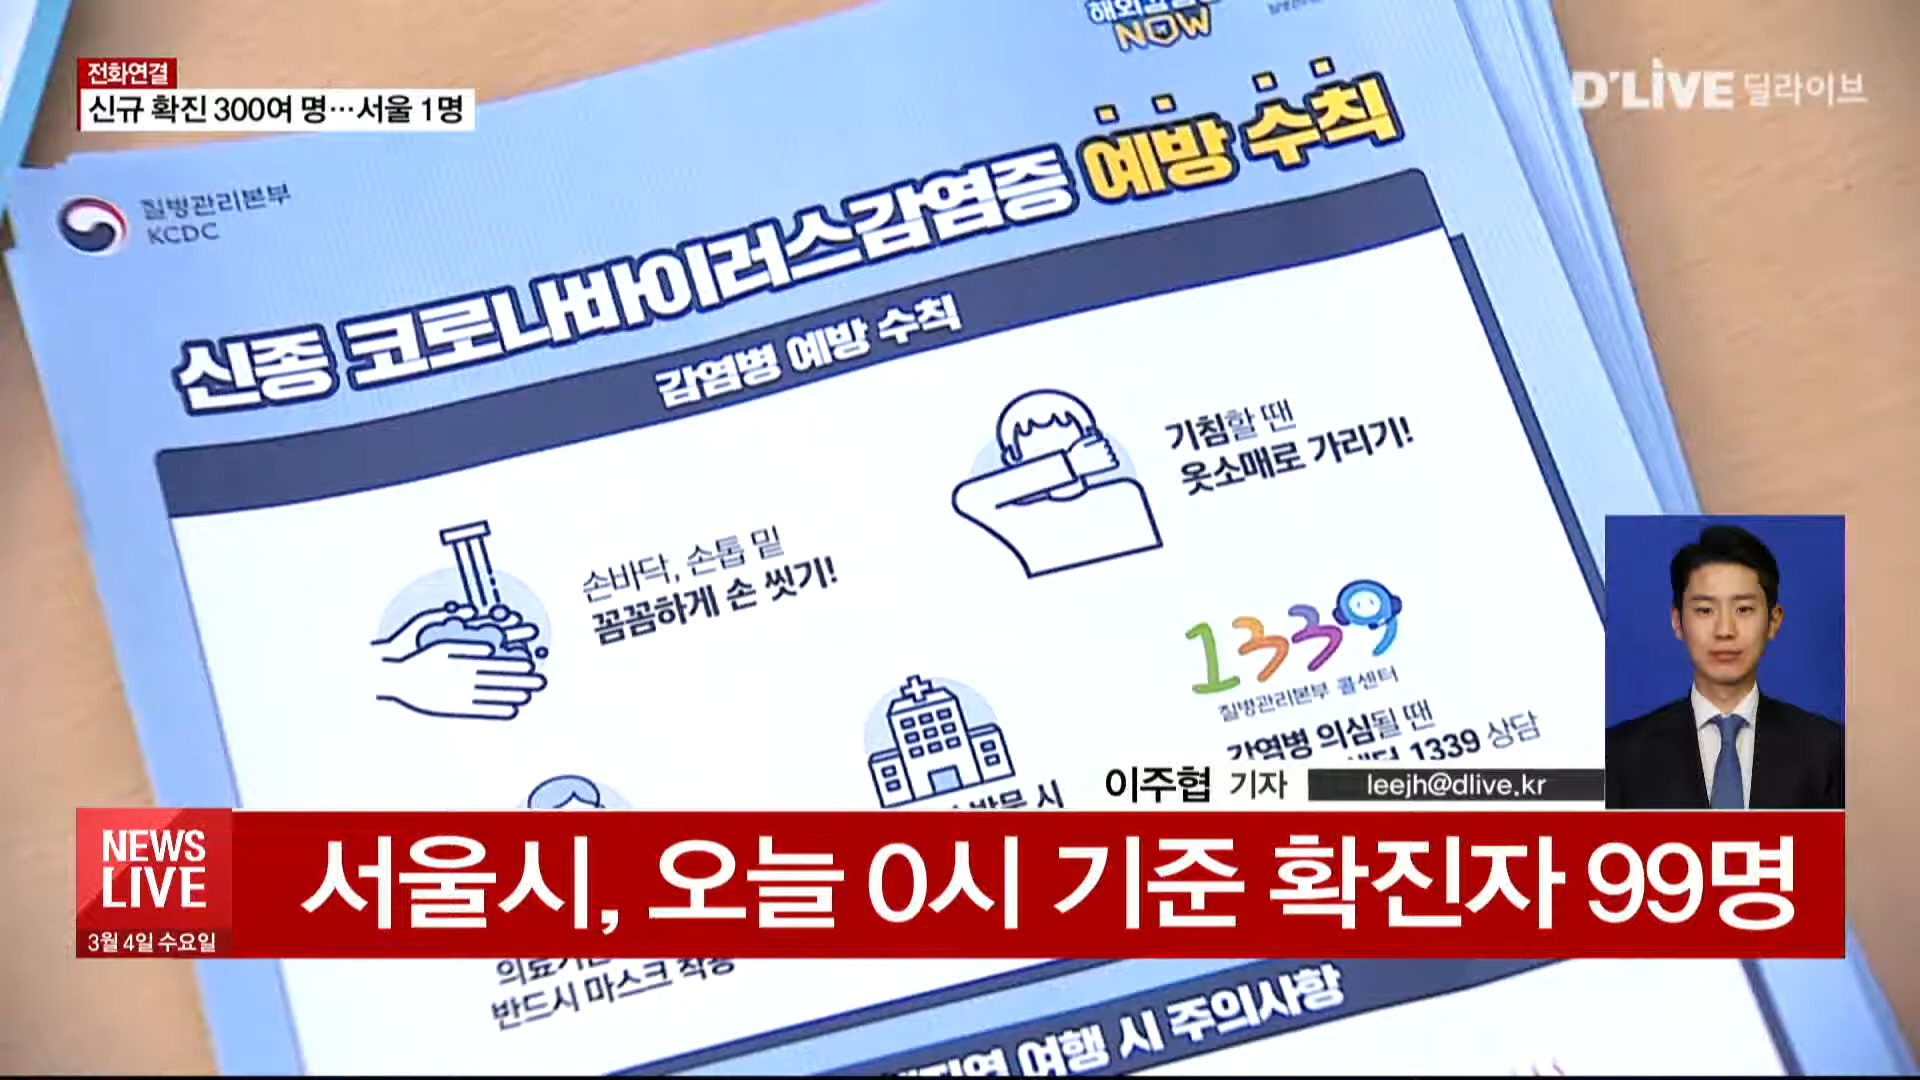 전화연결
신규 확진 300여 명…서울 1명
D'LIVE 딜라이브
NOW
질병관리본부
KCDC
신종 코로나바이러스감염증 예방 수칙
감염병 예방 수칙
기침할 땐
옷소매로 가리기!
손바닥, 손톱 밑
꼼꼼하게 손 씻기!
1339
질병관리본부 콜센터
감염병 의심될 땐
1339 상담
방문 시
이주협 기자
leejh@dlive.kr
NEWS
LIVE
서울시, 오늘 0시 기준 확진자 99명
3월 4일 수요일
반드시 마스크 착용
여행 시 주의사항